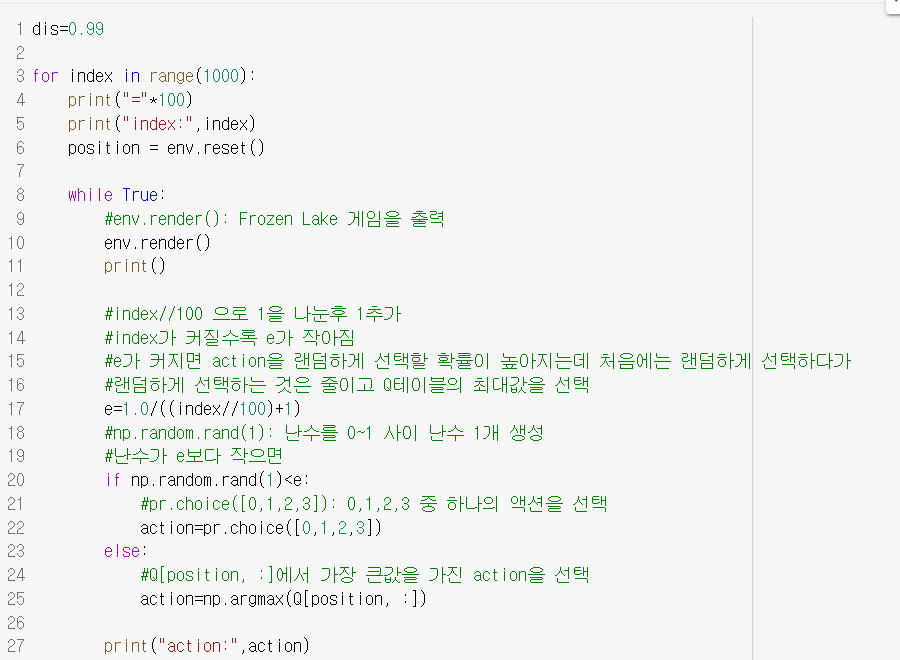 1 dis=0.99
2
3 for index in range(1000):
4 print("="*100)
5 print("index:",index)
6 position = env.reset()
7
8 while True:
9 #env.render(): Frozen Lake 게임을 출력
10 env.render()
11 print()
12
13 #index//100 으로 1을 나눈후 1추가
14 #index가 커질수록 e가 작아짐
15 #e가 커지면 action을 랜덤하게 선택할 확률이 높아지는데 처음에는 랜덤하게 선택하다가
16 #랜덤하게 선택하는 것은 줄이고 Q테이블의 최대값을 선택
17 e=1.0/((index//100)+1)
18 #np.random.rand(1): 난수를 0~1 사이 난수 1개 생성
19 #난수가 e보다 작으면
20 if np.random.rand(1)<e:
21 #pr.choice([0,1,2,3]): 0,1,2,3 중 하나의 액션을 선택
22 action=pr.choice([0,1,2,3])
23 else:
24 #Q[position, :]에서 가장 큰값을 가진 action을 선택
25 action=np.argmax(Q[position, :])
26
27 print("action:",action)